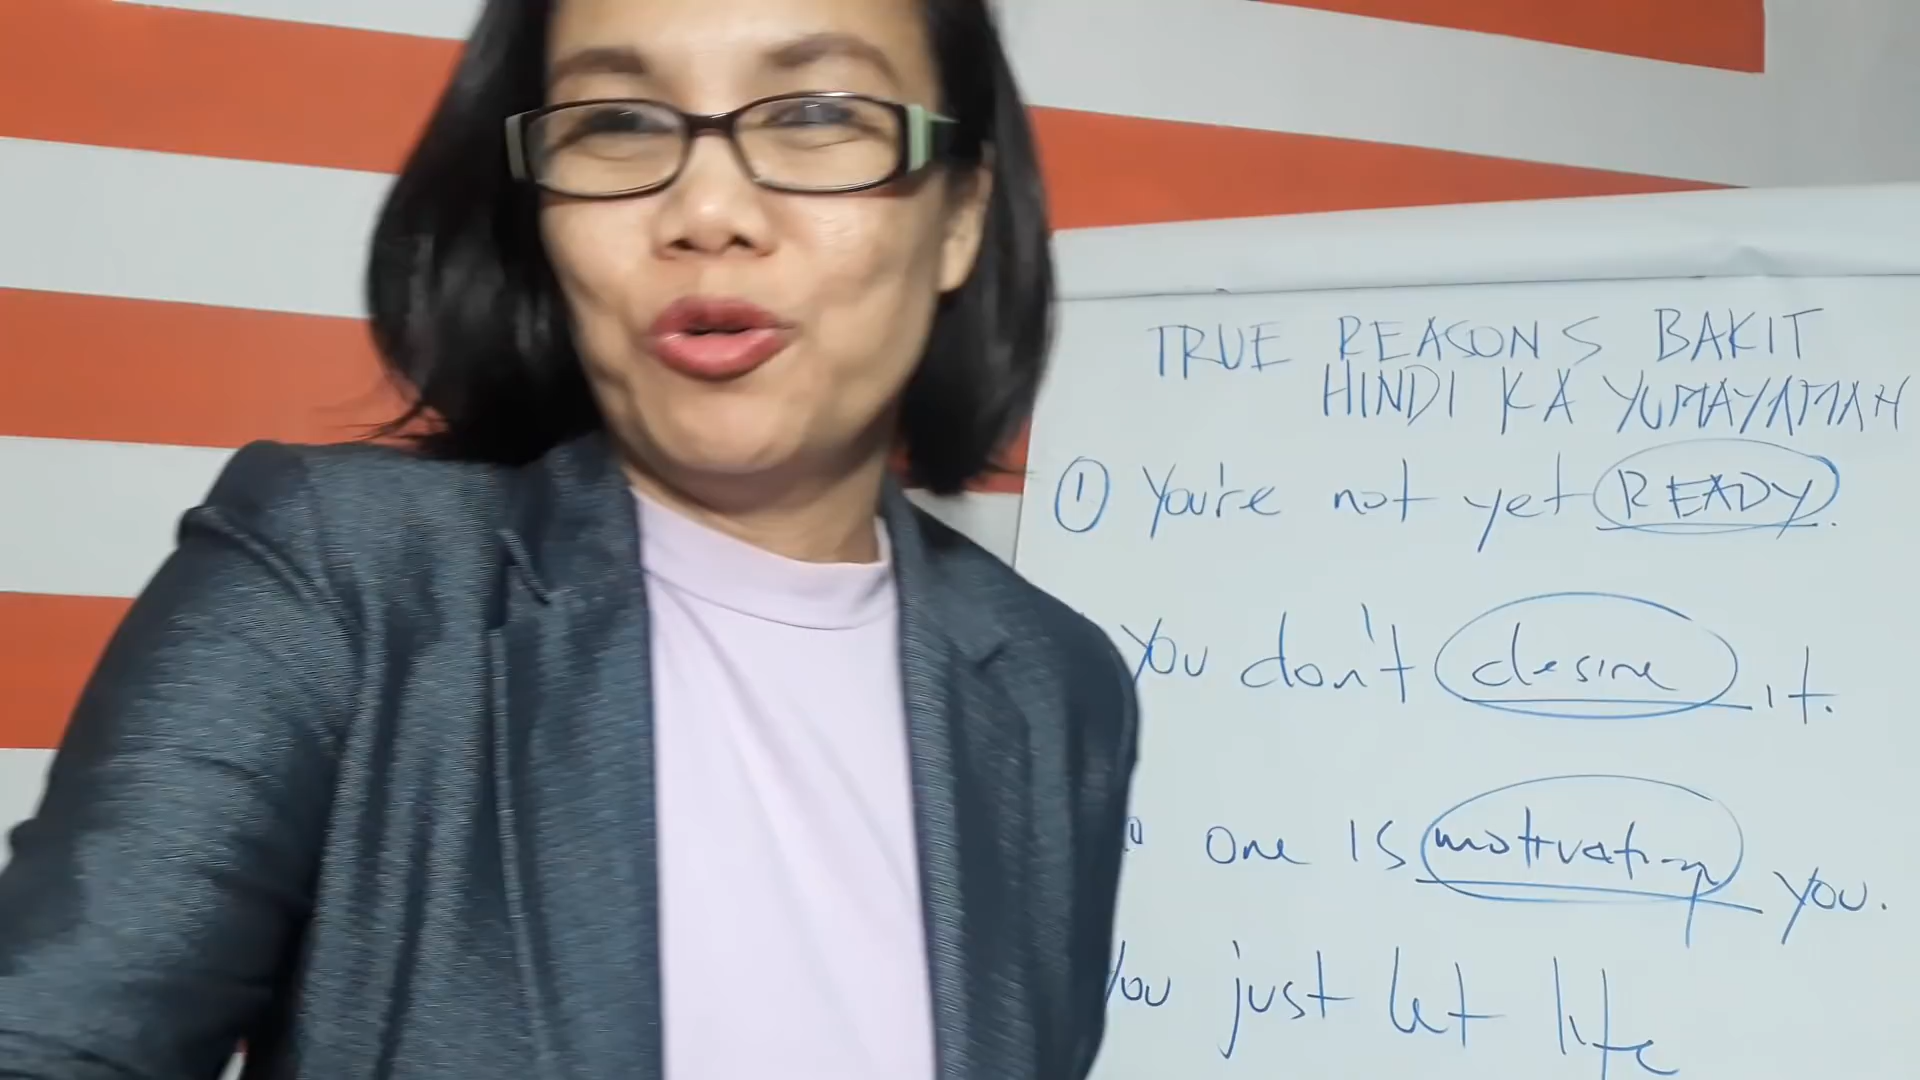 TRUE REASONS BAKIT
HINDI KA YUMAYAMAN
① You're not yet READY.
You don't desire it.
one is motivating you.
You just let life